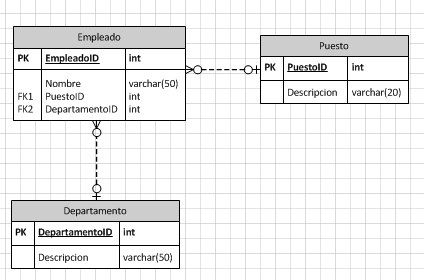 Empleado
PK EmpleadoID int
Nombre varchar(50)
FK1 PuestoID int
FK2 DepartamentoID int
Puesto
PK PuestoID int
Descripcion varchar(20)
Departamento
PK DepartamentoID int
Descripcion varchar(50)